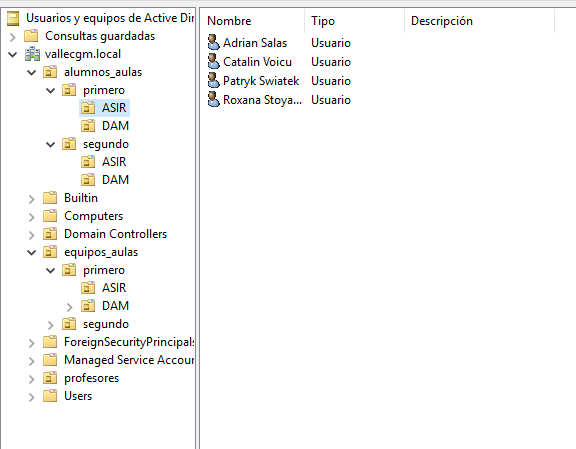 Usuarios y equipos de Active Dir
Consultas guardadas
vallecgm.local
alumnos_aulas
primero
ASIR
DAM
segundo
ASIR
DAM
Builtin
Computers
Domain Controllers
equipos_aulas
primero
ASIR
DAM
segundo
ForeignSecurityPrincipals
Managed Service Accoun
profesores
Users
Nombre Tipo Descripción
Adrian Salas Usuario
Catalin Voicu Usuario
Patryk Swiatek Usuario
Roxana Stoya... Usuario